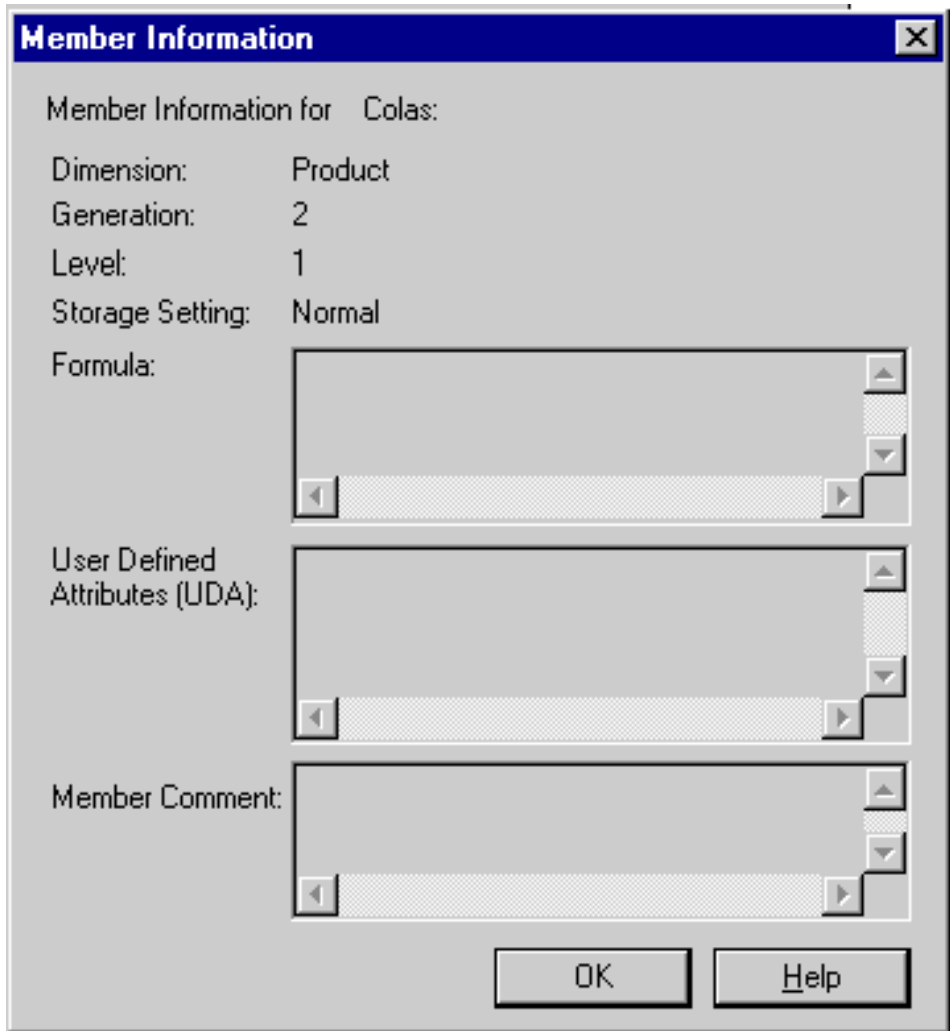 Member Information
Member Information for Colas:
Dimension: Product
Generation: 2
Level: 1
Storage Setting: Normal
Formula:
User Defined
Attributes (UDA):
Member Comment:
OK Help